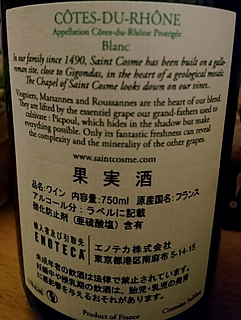 CÔTES-DU-RHÔNE
Appellation Côtes-du-Rhône Protégée
Blanc
In our family since 1490, Saint Cosme has been built on a gallo-
roman site, close to Gigondas, in the heart of a geological mosaic.
The Chapel of Saint Cosme looks down on our vines..
Viogniers, Marsannes and Roussannes are the heart of our blend.
They are lifted by the essentiel grape our grand-fathers used to
cultivate : Picpoul, which hides in the shadow but make
everything possible. Only its fantastic freshness can reveal
the complexity and the minerality of the other grapes.
www.saintcosme.com
果実酒
品名:ワイン 内容量:750ml 原産国名:フランス
アルコール分:ラベルに記載
酸化防止剤(亜硫酸塩)含有
輸入者及び引取先
ENOTECA エノテカ株式会社
東京都港区南麻布5-14-15
未成年者の飲酒は法律で禁止されています。
妊娠中や授乳期の飲酒は、胎児・乳児の発育
に悪影響を与えるおそれがあります。
Product of France
Contains Sulfites